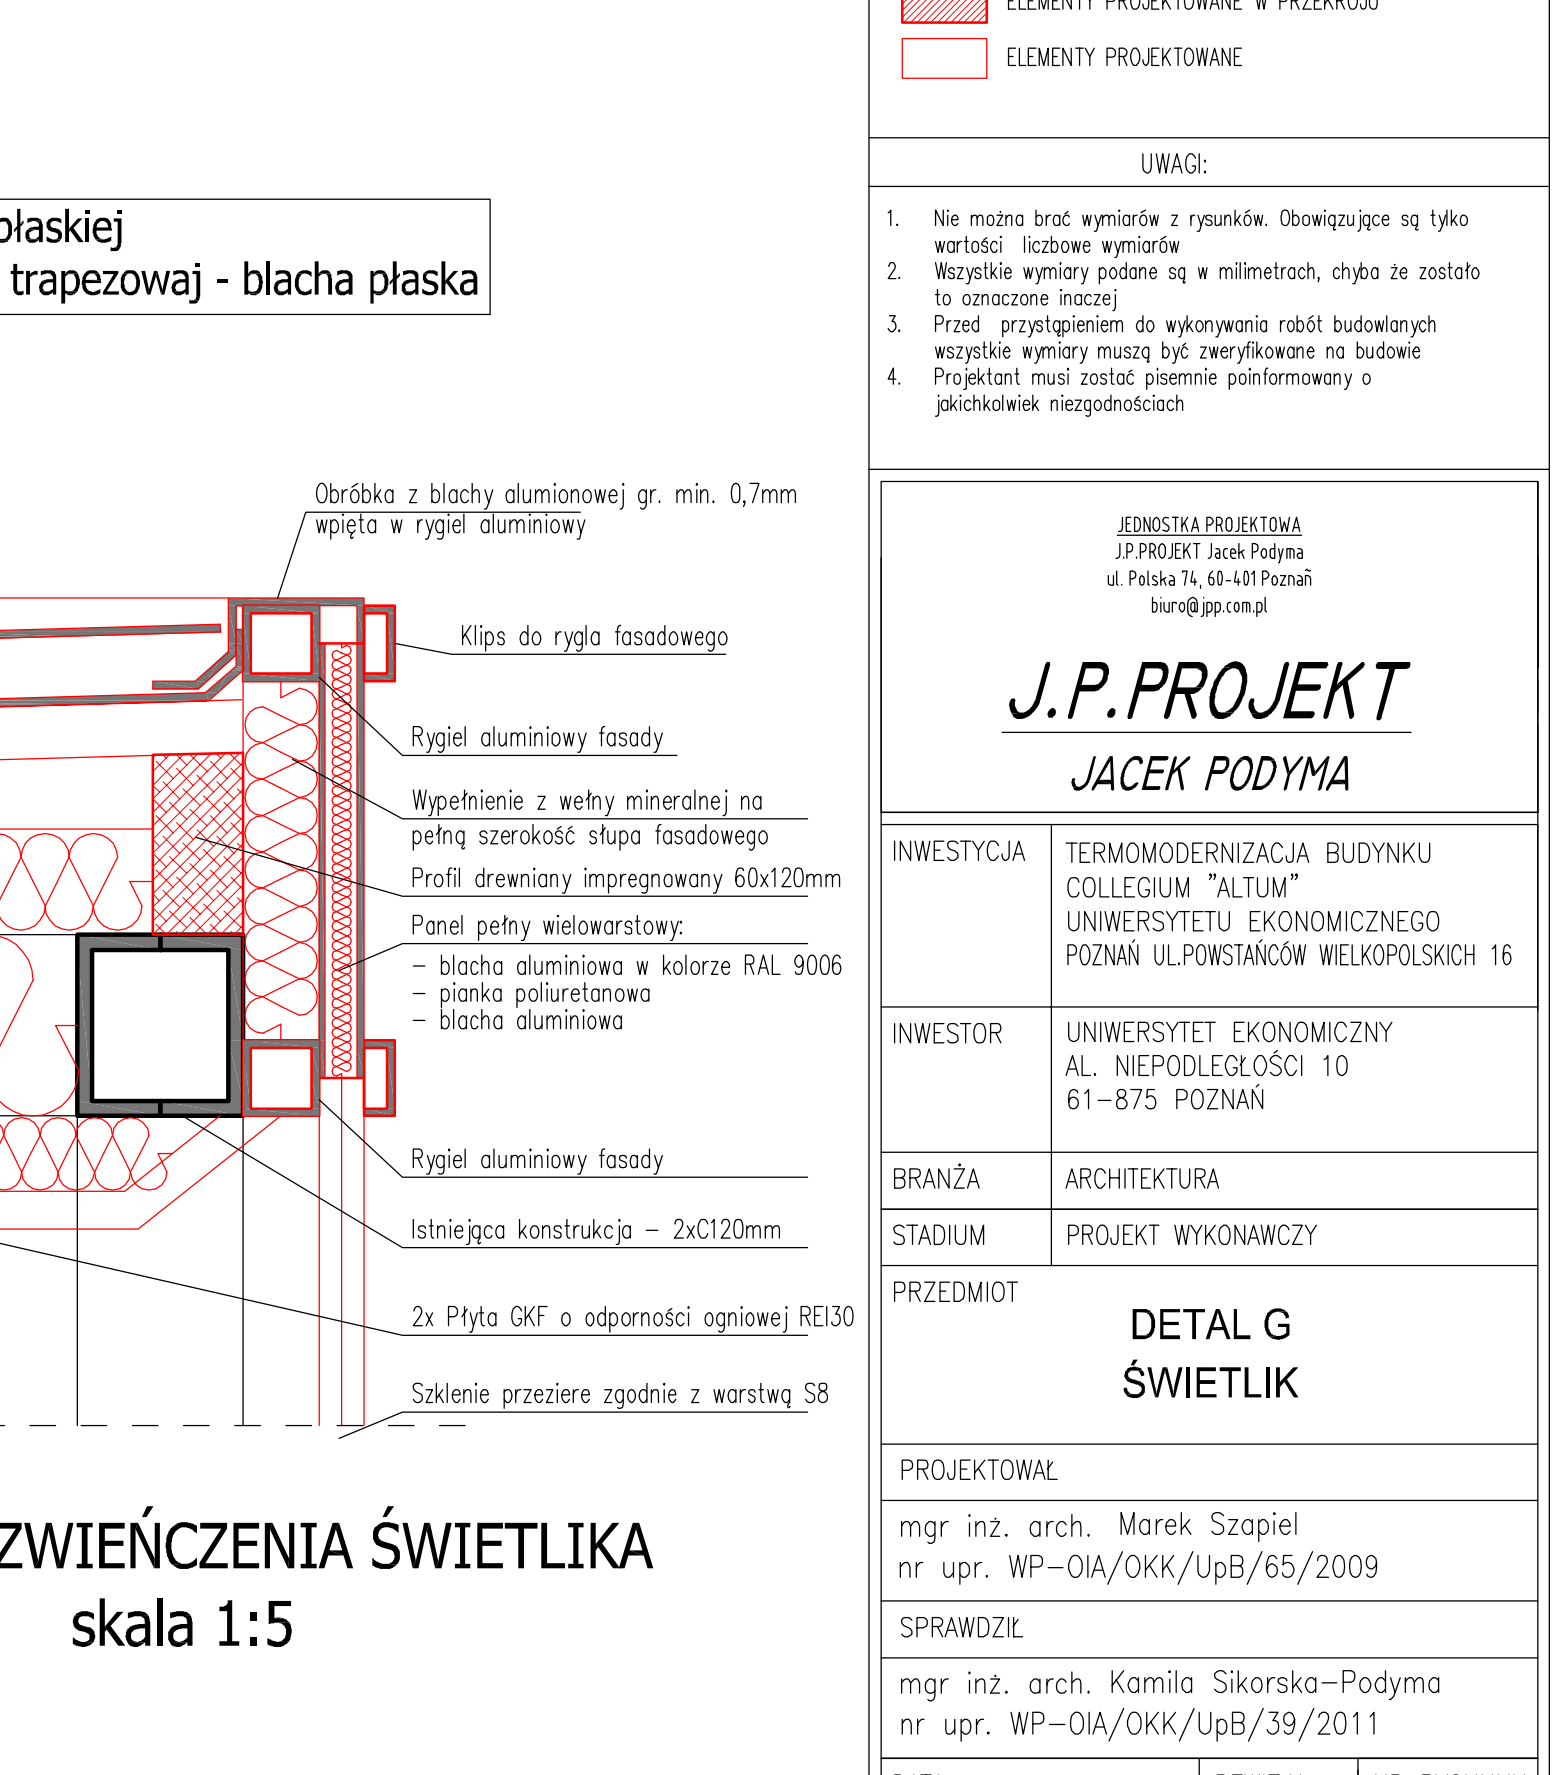 ELEMENTY PROJEKTOWANE W PRZEKROJU
ELEMENTY PROJEKTOWANE
UWAGI:
1. Nie można brać wymiarów z rysunków. Obowiązujące są tylko
wartości liczbowe wymiarów
2. Wszystkie wymiary podane są w milimetrach, chyba że zostało
to oznaczone inaczej
3. Przed przystąpieniem do wykonywania robót budowlanych
wszystkie wymiary muszą być zweryfikowane na budowie
4. Projektant musi zostać pisemnie poinformowany o
jakichkolwiek niezgodnościach
płaskiej
trapezowaj - blacha płaska
Obróbka z blachy alumionowej gr. min. 0,7mm
wpięta w rygiel aluminiowy
Klips do rygla fasadowego
Rygiel aluminiowy fasady
Wypełnienie z wełny mineralnej na
pełną szerokość słupa fasadowego
Profil drewniany impregnowany 60x120mm
Panel pełny wielowarstowy:
– blacha aluminiowa w kolorze RAL 9006
– pianka poliuretanowa
– blacha aluminiowa
Rygiel aluminiowy fasady
Istniejąca konstrukcja – 2xC120mm
2x Płyta GKF o odporności ogniowej REI30
Szklenie przeziere zgodnie z warstwą S8
ZWIEŃCZENIA ŚWIETLIKA
skala 1:5
JEDNOSTKA PROJEKTOWA
J.P.PROJEKT Jacek Podyma
ul. Polska 74, 60-401 Poznań
biuro@jpp.com.pl
J.P.PROJEKT
JACEK PODYMA
INWESTYCJA
TERMOMODERNIZACJA BUDYNKU
COLLEGIUM "ALTUM"
UNIWERSYTETU EKONOMICZNEGO
POZNAŃ UL.POWSTAŃCÓW WIELKOPOLSKICH 16
INWESTOR
UNIWERSYTET EKONOMICZNY
AL. NIEPODLEGŁOŚCI 10
61–875 POZNAŃ
BRANŻA
ARCHITEKTURA
STADIUM
PROJEKT WYKONAWCZY
PRZEDMIOT
DETAL G
ŚWIETLIK
PROJEKTOWAŁ
mgr inż. arch. Marek Szapiel
nr upr. WP–OIA/OKK/UpB/65/2009
SPRAWDZIŁ
mgr inż. arch. Kamila Sikorska–Podyma
nr upr. WP–OIA/OKK/UpB/39/2011